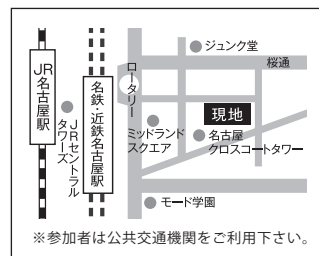 ジュンク堂
桜通
JR名古屋駅
JRセントラル
タワーズ
名鉄・近鉄名古屋駅
ロータリー
現地
ミッドランド
スクエア
名古屋
クロスコートタワー
モード学園
※参加者は公共交通機関をご利用下さい。